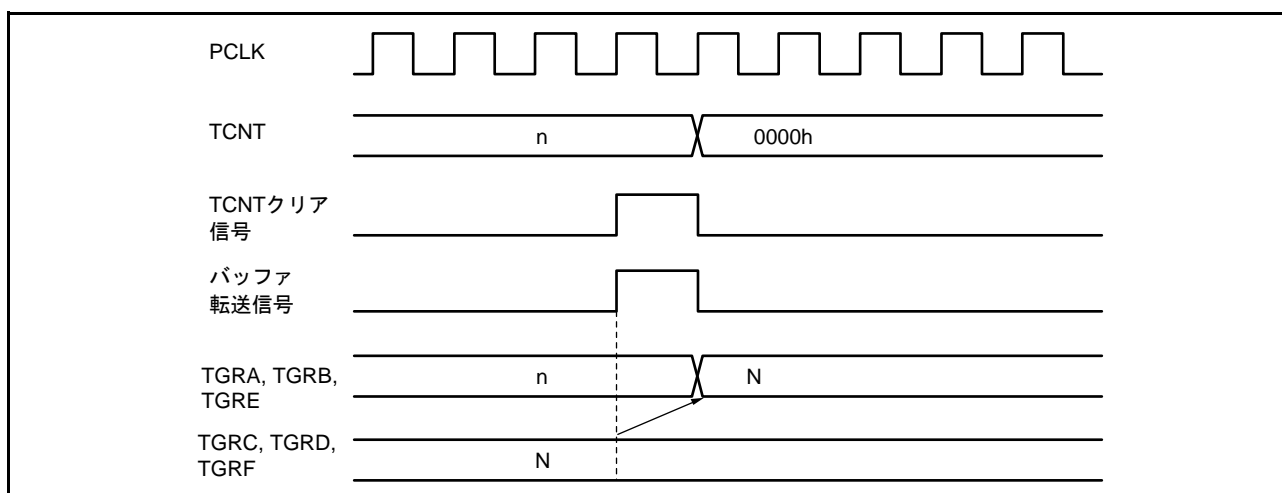 PCLK
TCNT
n
0000h
TCNTクリア
信号
バッファ
転送信号
TGRA, TGRB,
TGRE
n
N
TGRC, TGRD,
TGRF
N